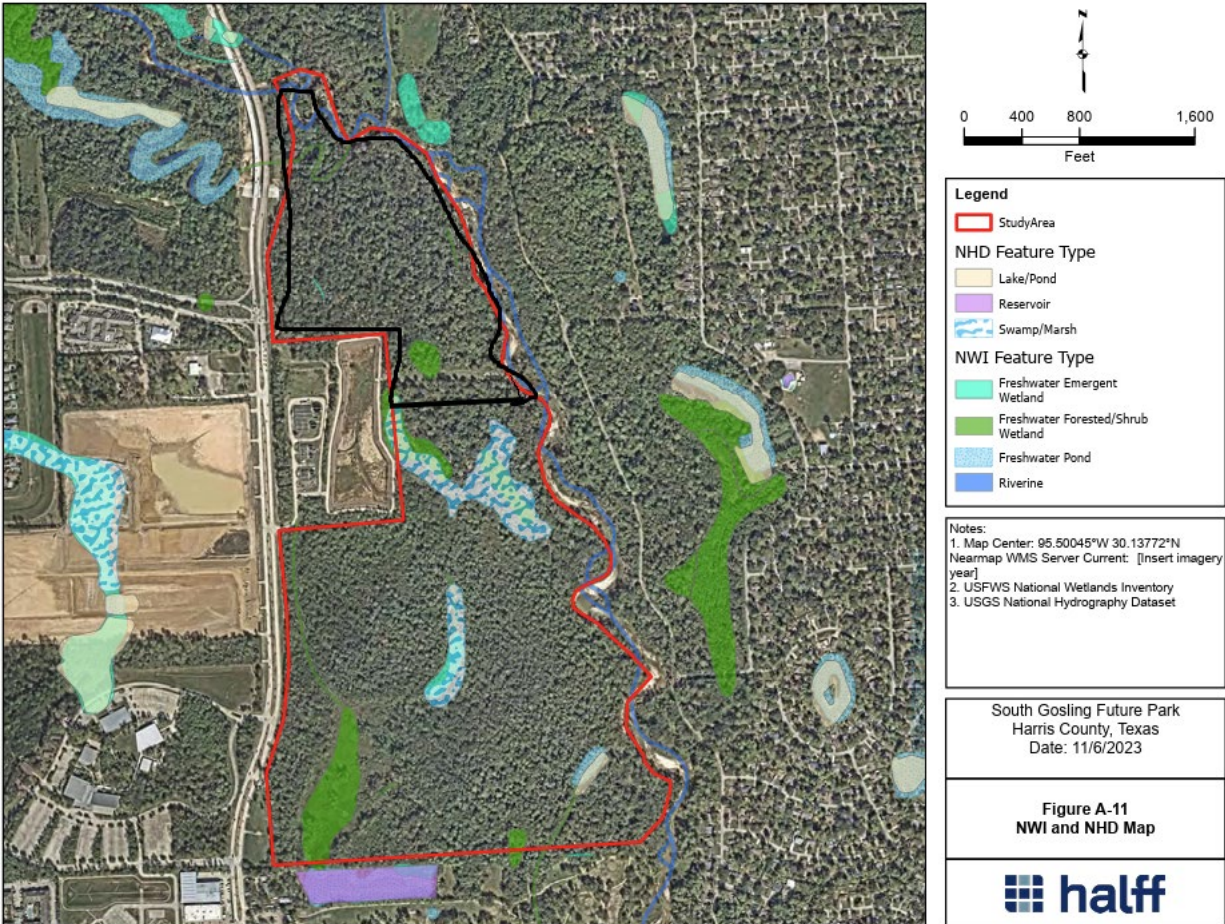 N
0 400 800 1,600
Feet
Legend
StudyArea
NHD Feature Type
Lake/Pond
Reservoir
Swamp/Marsh
NWI Feature Type
Freshwater Emergent
Wetland
Freshwater Forested/Shrub
Wetland
Freshwater Pond
Riverine
Notes:
1. Map Center: 95.50045°W 30.13772°N
Nearmap WMS Server Current: [Insert imagery
year]
2. USFWS National Wetlands Inventory
3. USGS National Hydrography Dataset
South Gosling Future Park
Harris County, Texas
Date: 11/6/2023
Figure A-11
NWI and NHD Map
halff